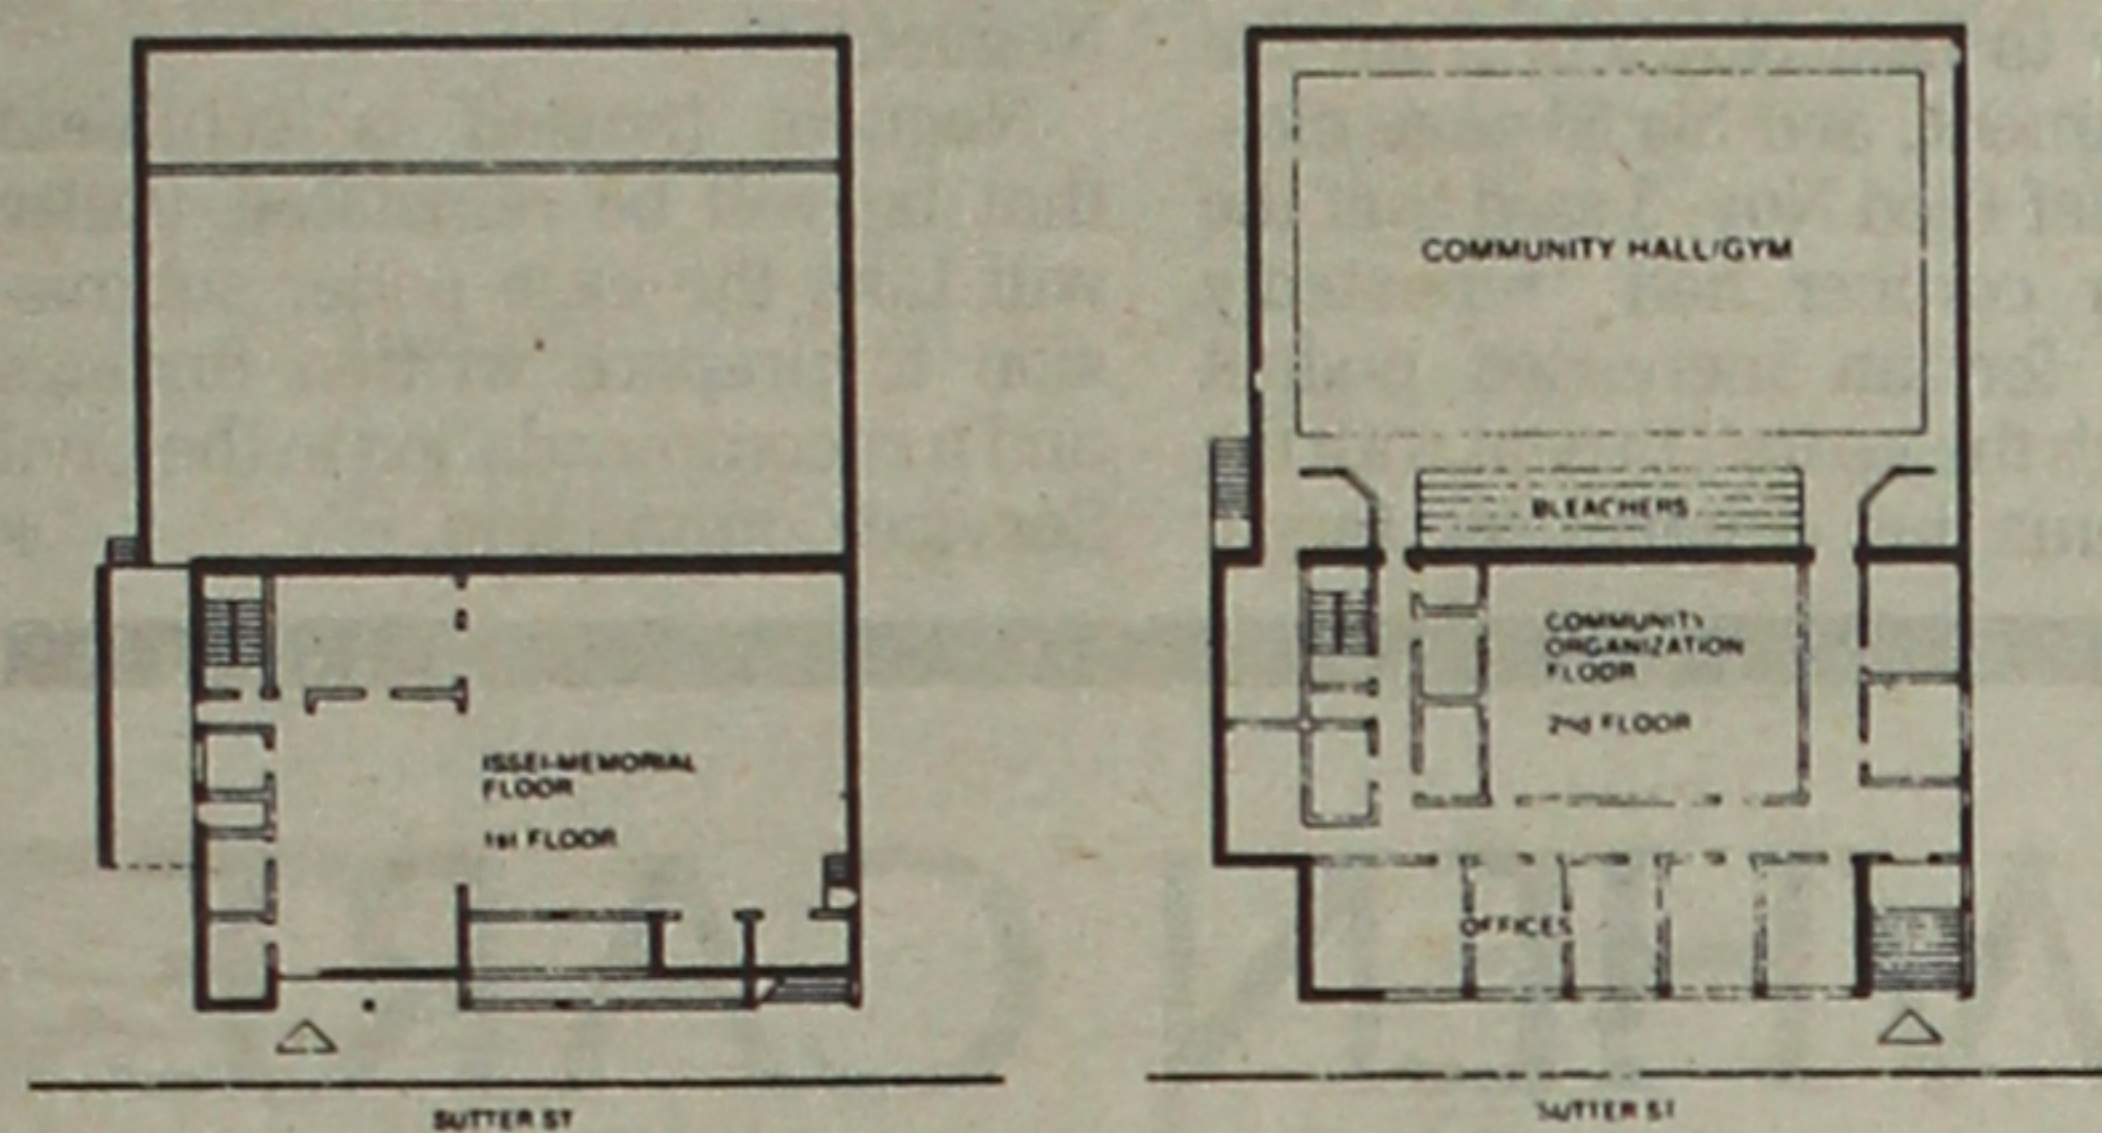 ISSEI-MEMORIAL
FLOOR
1st FLOOR
SUTTER ST
COMMUNITY HALL/GYM
BLEACHERS
COMMUNITY
ORGANIZATION
FLOOR
2nd FLOOR
OFFICES
SUTTER ST